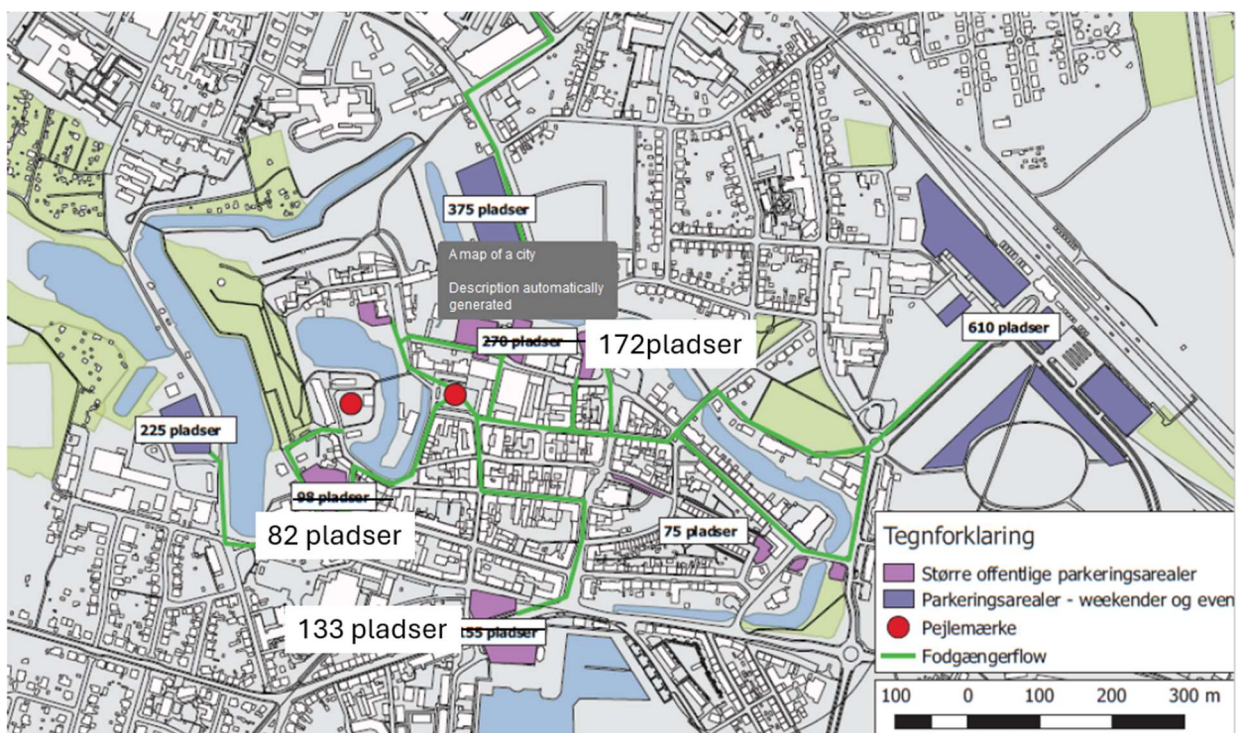 375 pladser
A map of a city
Description automatically
generated
270 pladser
172pladser
610 pladser
225 pladser
98 pladser
82 pladser
75 pladser
133 pladser
155 pladser
Tegnforklaring
Større offentlige parkeringsarealer
Parkeringsarealer - weekender og even
Pejlemærke
Fodgængerflow
100 0 100 200 300 m